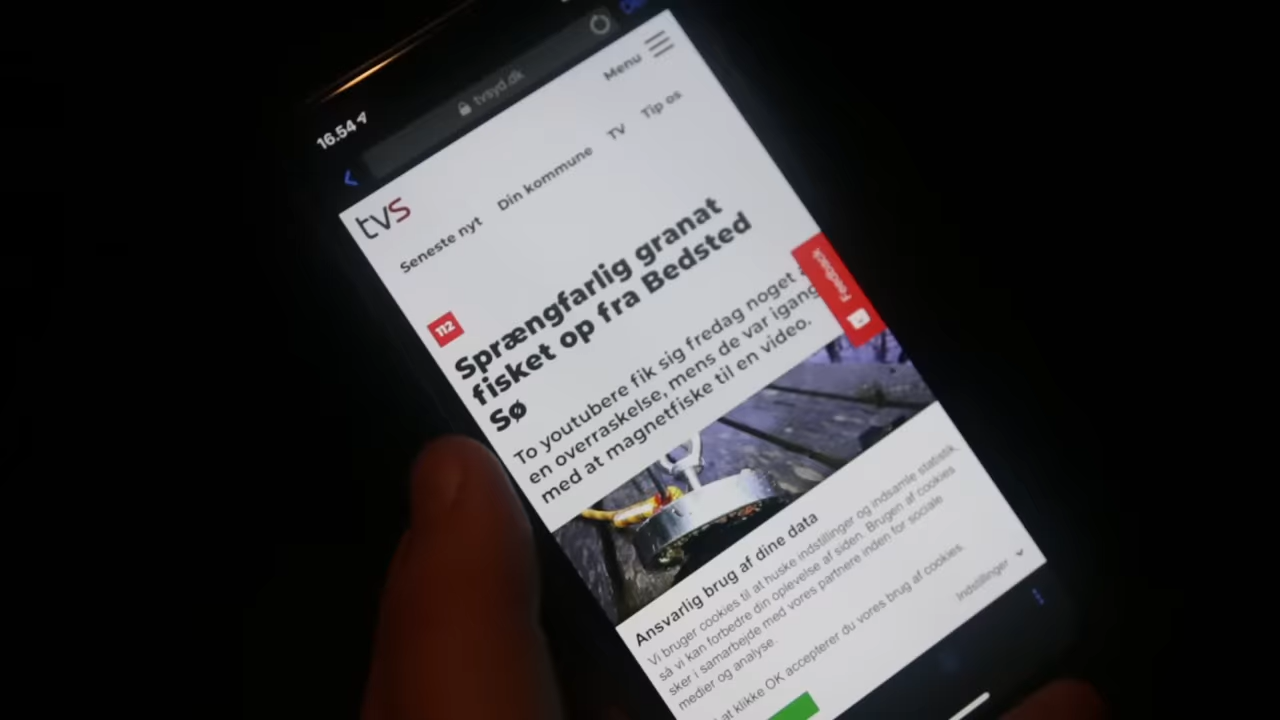 16.54
tvsyd.dk
Menu
tvS
Seneste nyt Din kommune TV Tip os
112
Sprængfarlig granat
fisket op fra Bedsted
Sø
Feedback
To youtubere fik sig fredag noget
en overraskelse, mens de var igang
med at magnetfiske til en video.
Ansvarlig brug af dine data
Vi bruger cookies til at huske indstillinger og indsamle statistik,
så vi kan forbedre din oplevelse af siden. Brugen af cookies
sker i samarbejde med vores partnere inden for sociale
medier og analyse.
at klikke OK accepterer du vores brug af cookies.
Indstillinger